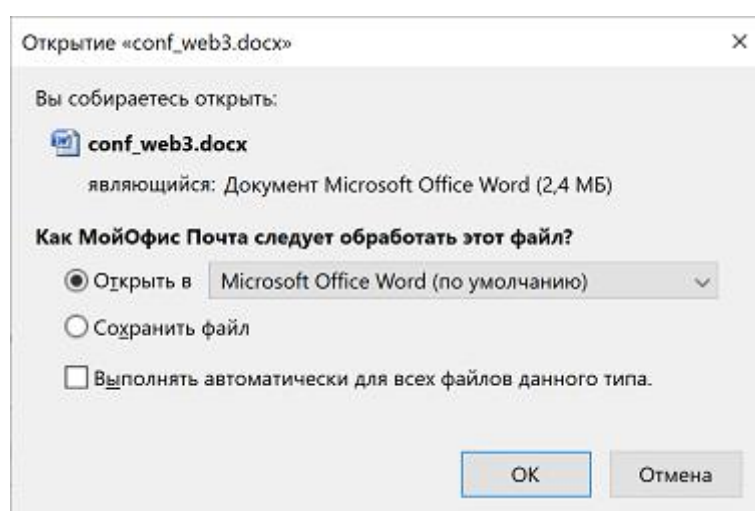 Открытие «conf_web3.docx»
Вы собираетесь открыть:
conf_web3.docx
являющийся: Документ Microsoft Office Word (2,4 МБ)
Как МойОфис Почта следует обработать этот файл?
Открыть в Microsoft Office Word (по умолчанию)
Сохранить файл
Выполнять автоматически для всех файлов данного типа.
ОК Отмена